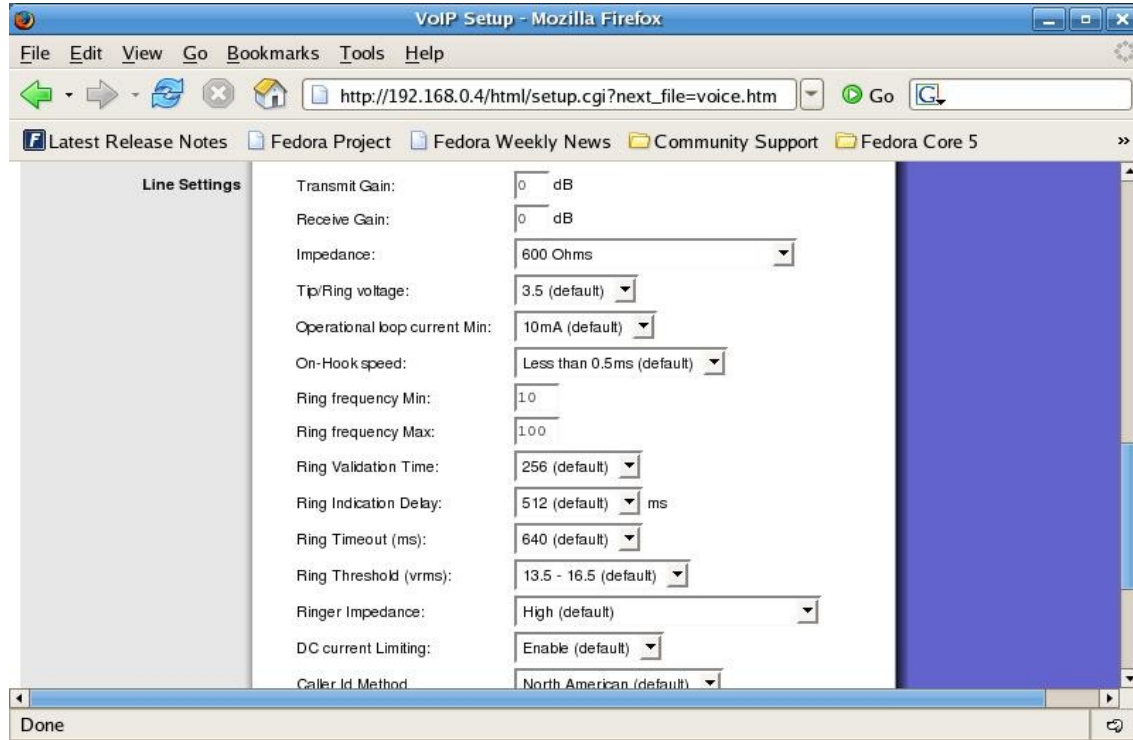 VoIP Setup - Mozilla Firefox
File Edit View Go Bookmarks Tools Help
http://192.168.0.4/html/setup.cgi?next_file=voice.htm Go G
Latest Release Notes Fedora Project Fedora Weekly News Community Support Fedora Core 5 »
Line Settings
Transmit Gain: 0 dB
Receive Gain: 0 dB
Impedance: 600 Ohms
Tip/Ring voltage: 3.5 (default)
Operational loop current Min: 10mA (default)
On-Hook speed: Less than 0.5ms (default)
Ring frequency Min: 10
Ring frequency Max: 100
Ring Validation Time: 256 (default)
Ring Indication Delay: 512 (default) ms
Ring Timeout (ms): 640 (default)
Ring Threshold (vrms): 13.5 - 16.5 (default)
Ringer Impedance: High (default)
DC current Limiting: Enable (default)
Caller Id Method North American (default)
Done